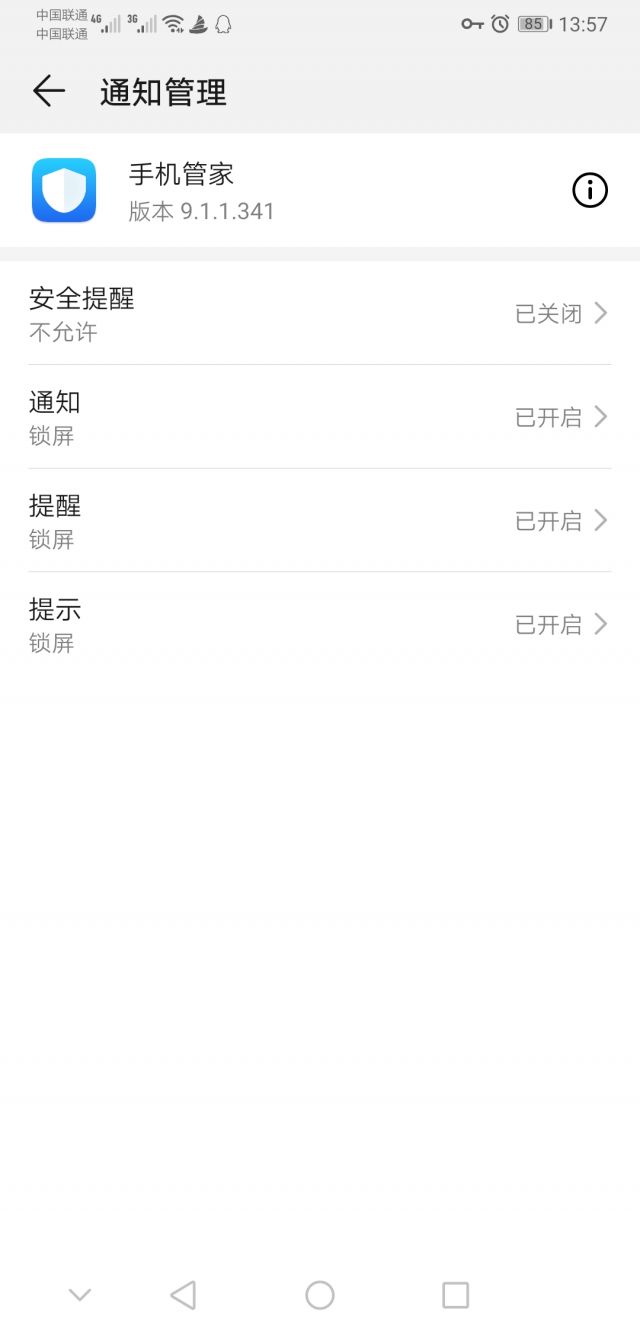 中国联通 4G 3G 85 13:57
中国联通
通知管理
手机管家
版本 9.1.1.341
安全提醒
不允许
已关闭
通知
锁屏
已开启
提醒
锁屏
已开启
提示
锁屏
已开启